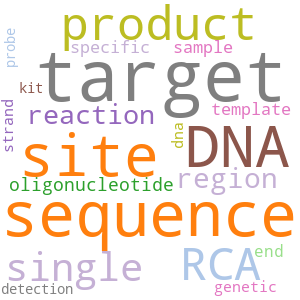 product
probe
specific sample
target
kit
strand
reaction
template
dna
site
DNA
oligonucleotide
region
sequence
single
RCA
end
detection
genetic